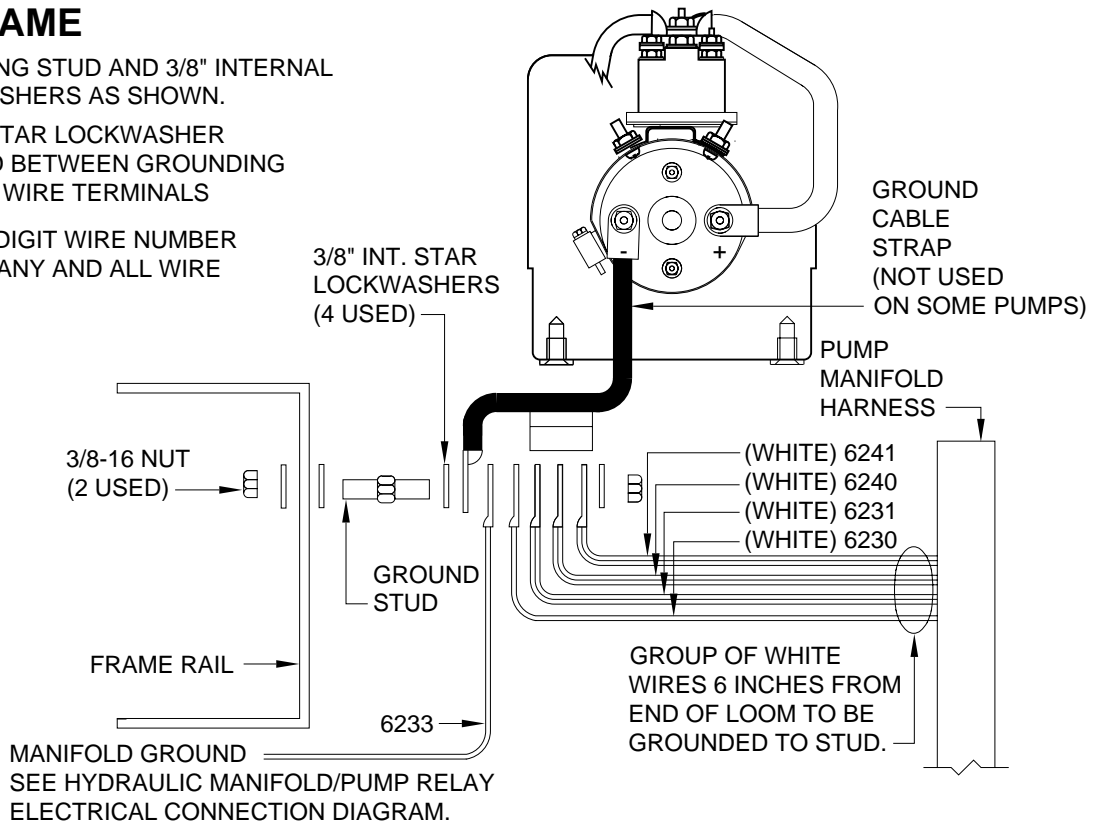 AME
NG STUD AND 3/8" INTERNAL
SHERS AS SHOWN.
TAR LOCKWASHER
BETWEEN GROUNDING
WIRE TERMINALS
DIGIT WIRE NUMBER
ANY AND ALL WIRE
3/8" INT. STAR
LOCKWASHERS
(4 USED)
-
+
GROUND
CABLE
STRAP
(NOT USED
ON SOME PUMPS)
PUMP
MANIFOLD
HARNESS
3/8-16 NUT
(2 USED)
(WHITE) 6241
(WHITE) 6240
(WHITE) 6231
(WHITE) 6230
GROUND
STUD
FRAME RAIL
GROUP OF WHITE
WIRES 6 INCHES FROM
END OF LOOM TO BE
GROUNDED TO STUD.
6233
MANIFOLD GROUND
SEE HYDRAULIC MANIFOLD/PUMP RELAY
ELECTRICAL CONNECTION DIAGRAM.